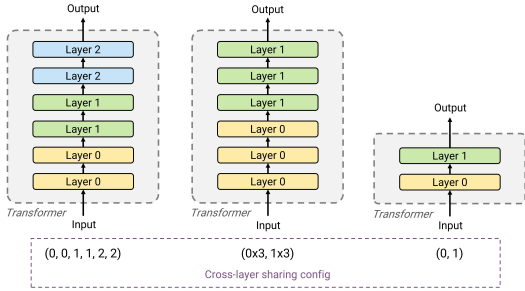 Output
Layer 2
Layer 2
Layer 1
Layer 1
Layer 0
Layer 0
Transformer
Input
Output
Layer 1
Layer 1
Layer 1
Layer 0
Layer 0
Layer 0
Transformer
Input
Output
Layer 1
Layer 0
Transformer
Input
(0, 0, 1, 1, 2, 2)
(0x3, 1x3)
(0, 1)
Cross-layer sharing config